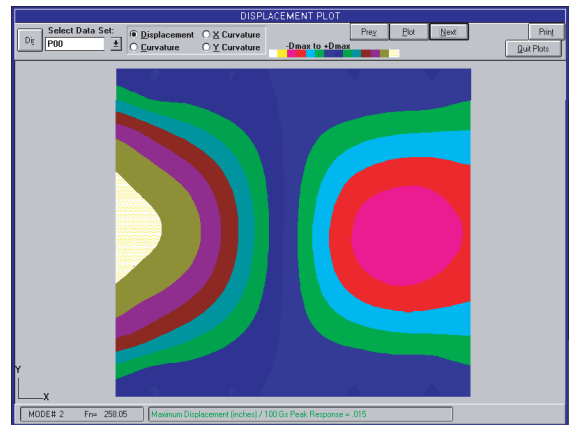 DISPLACEMENT PLOT
Dir
Select Data Set:
P00
Displacement
X Curvature
Curvature
Y Curvature
-Dmax to +Dmax
Prev
Plot
Next
Print
Quit Plots
Y
X
MODE# 2 Fn= 258.05
Maximum Displacement (inches) / 100 Gs Peak Response = .015